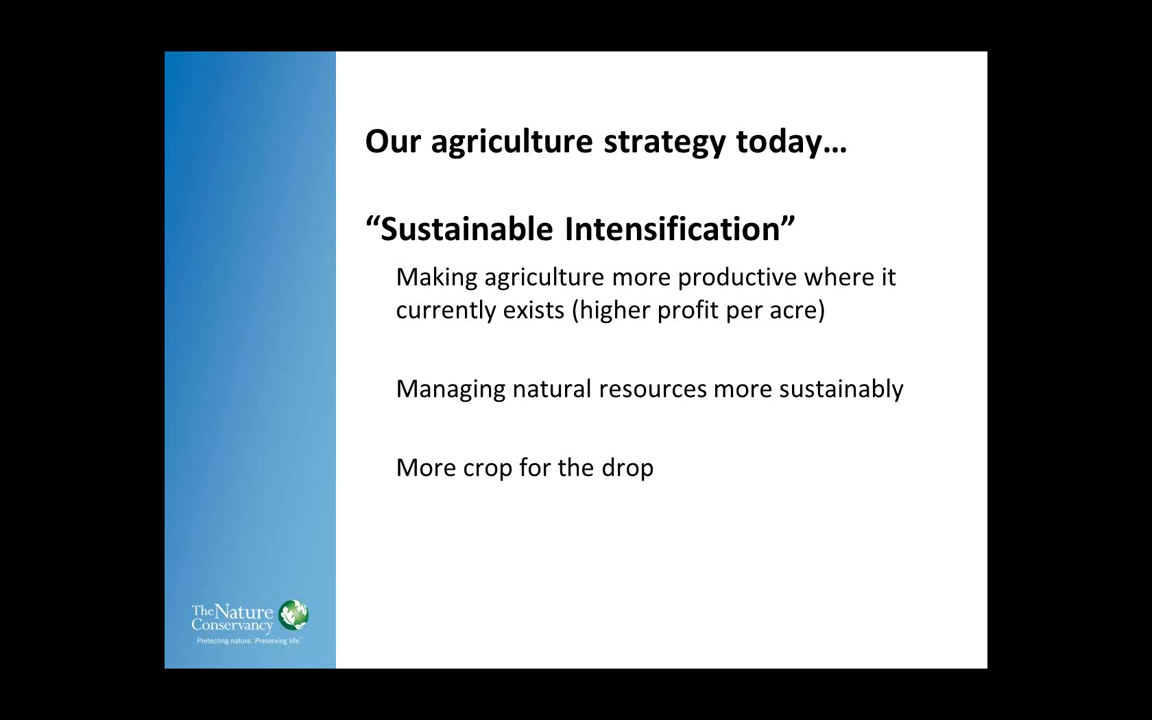 Our agriculture strategy today…
“Sustainable Intensification”
Making agriculture more productive where it
currently exists (higher profit per acre)
Managing natural resources more sustainably
More crop for the drop
The Nature
Conservancy
Protecting nature. Preserving life.™